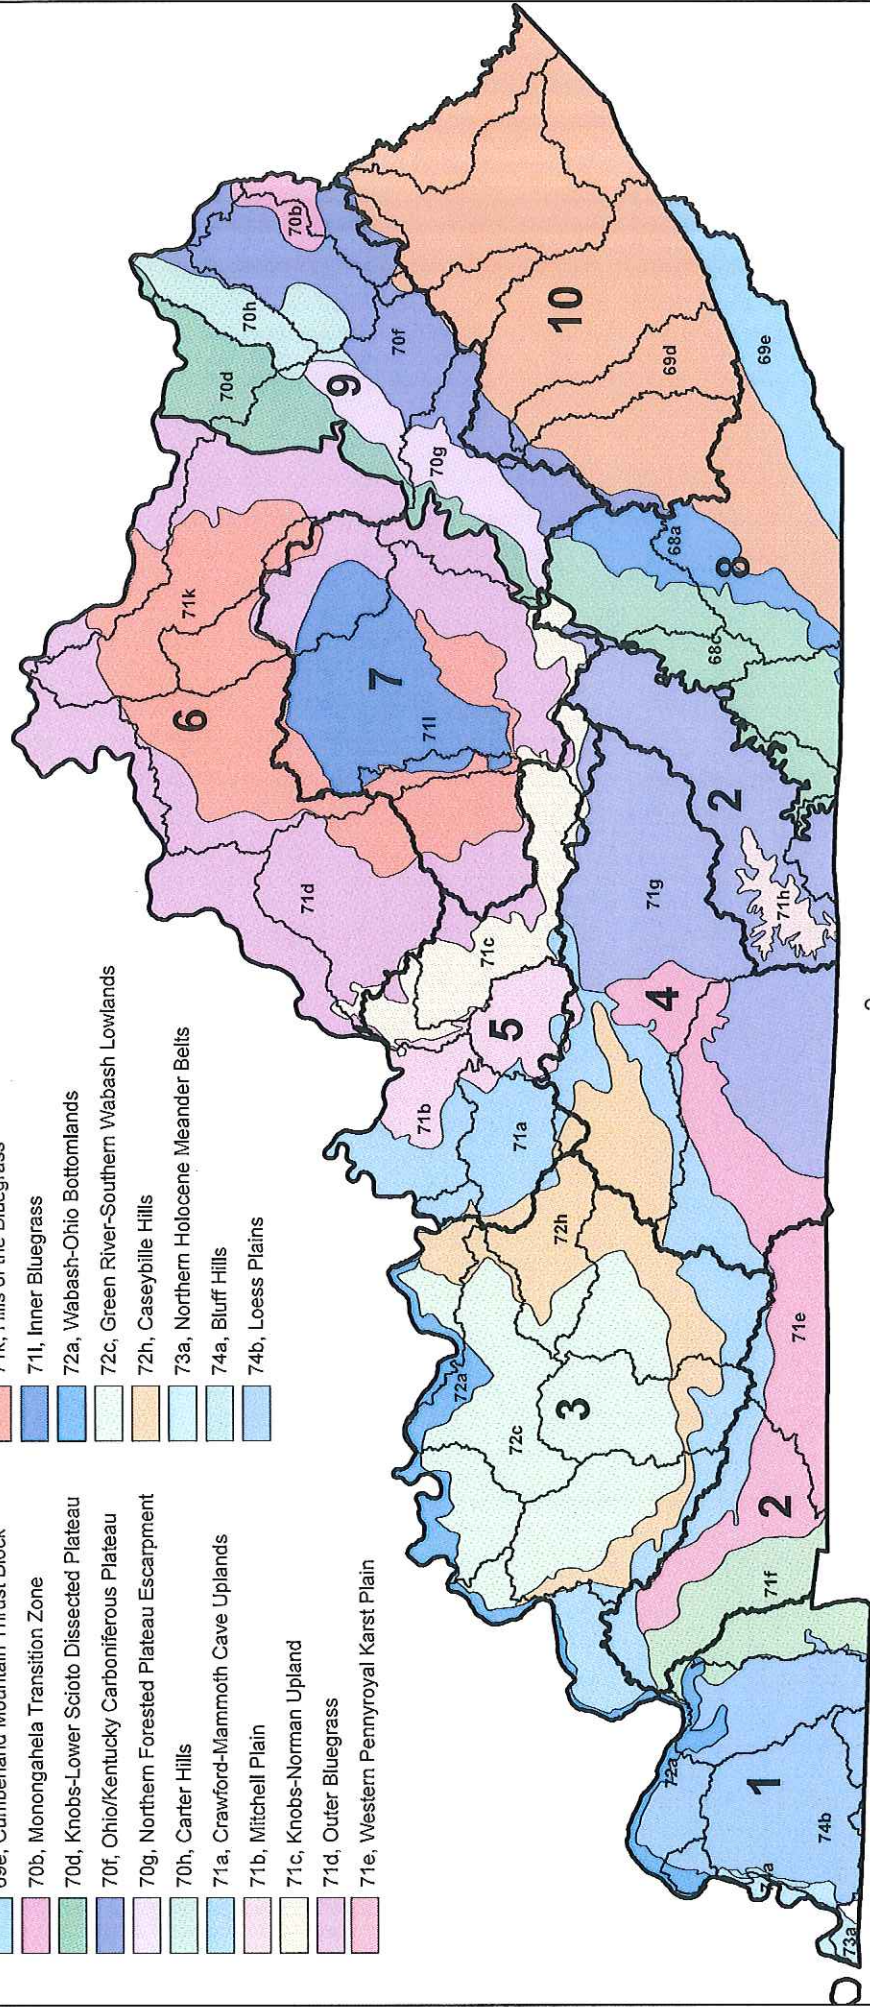 69e, Cumberland Mountain Thrust Block
70b, Monongahela Transition Zone
70d, Knobs-Lower Scioto Dissected Plateau
70f, Ohio/Kentucky Carboniferous Plateau
70g, Northern Forested Plateau Escarpment
70h, Carter Hills
71a, Crawford-Mammoth Cave Uplands
71b, Mitchell Plain
71c, Knobs-Norman Upland
71d, Outer Bluegrass
71e, Western Pennyroyal Karst Plain
71k, Hills of the Bluegrass
71l, Inner Bluegrass
72a, Wabash-Ohio Bottomlands
72c, Green River-Southern Wabash Lowlands
72h, Caseybille Hills
73a, Northern Holocene Meander Belts
74a, Bluff Hills
74b, Loess Plains
70b
70h
70d
70f
9
70g
10
69d
69e
71k
6
7
71l
68a
8
68c
71d
71c
71g
2
71h
5
4
71b
71a
72h
72a
72c
3
71e
2
71f
72a
1
74b
74a
73a